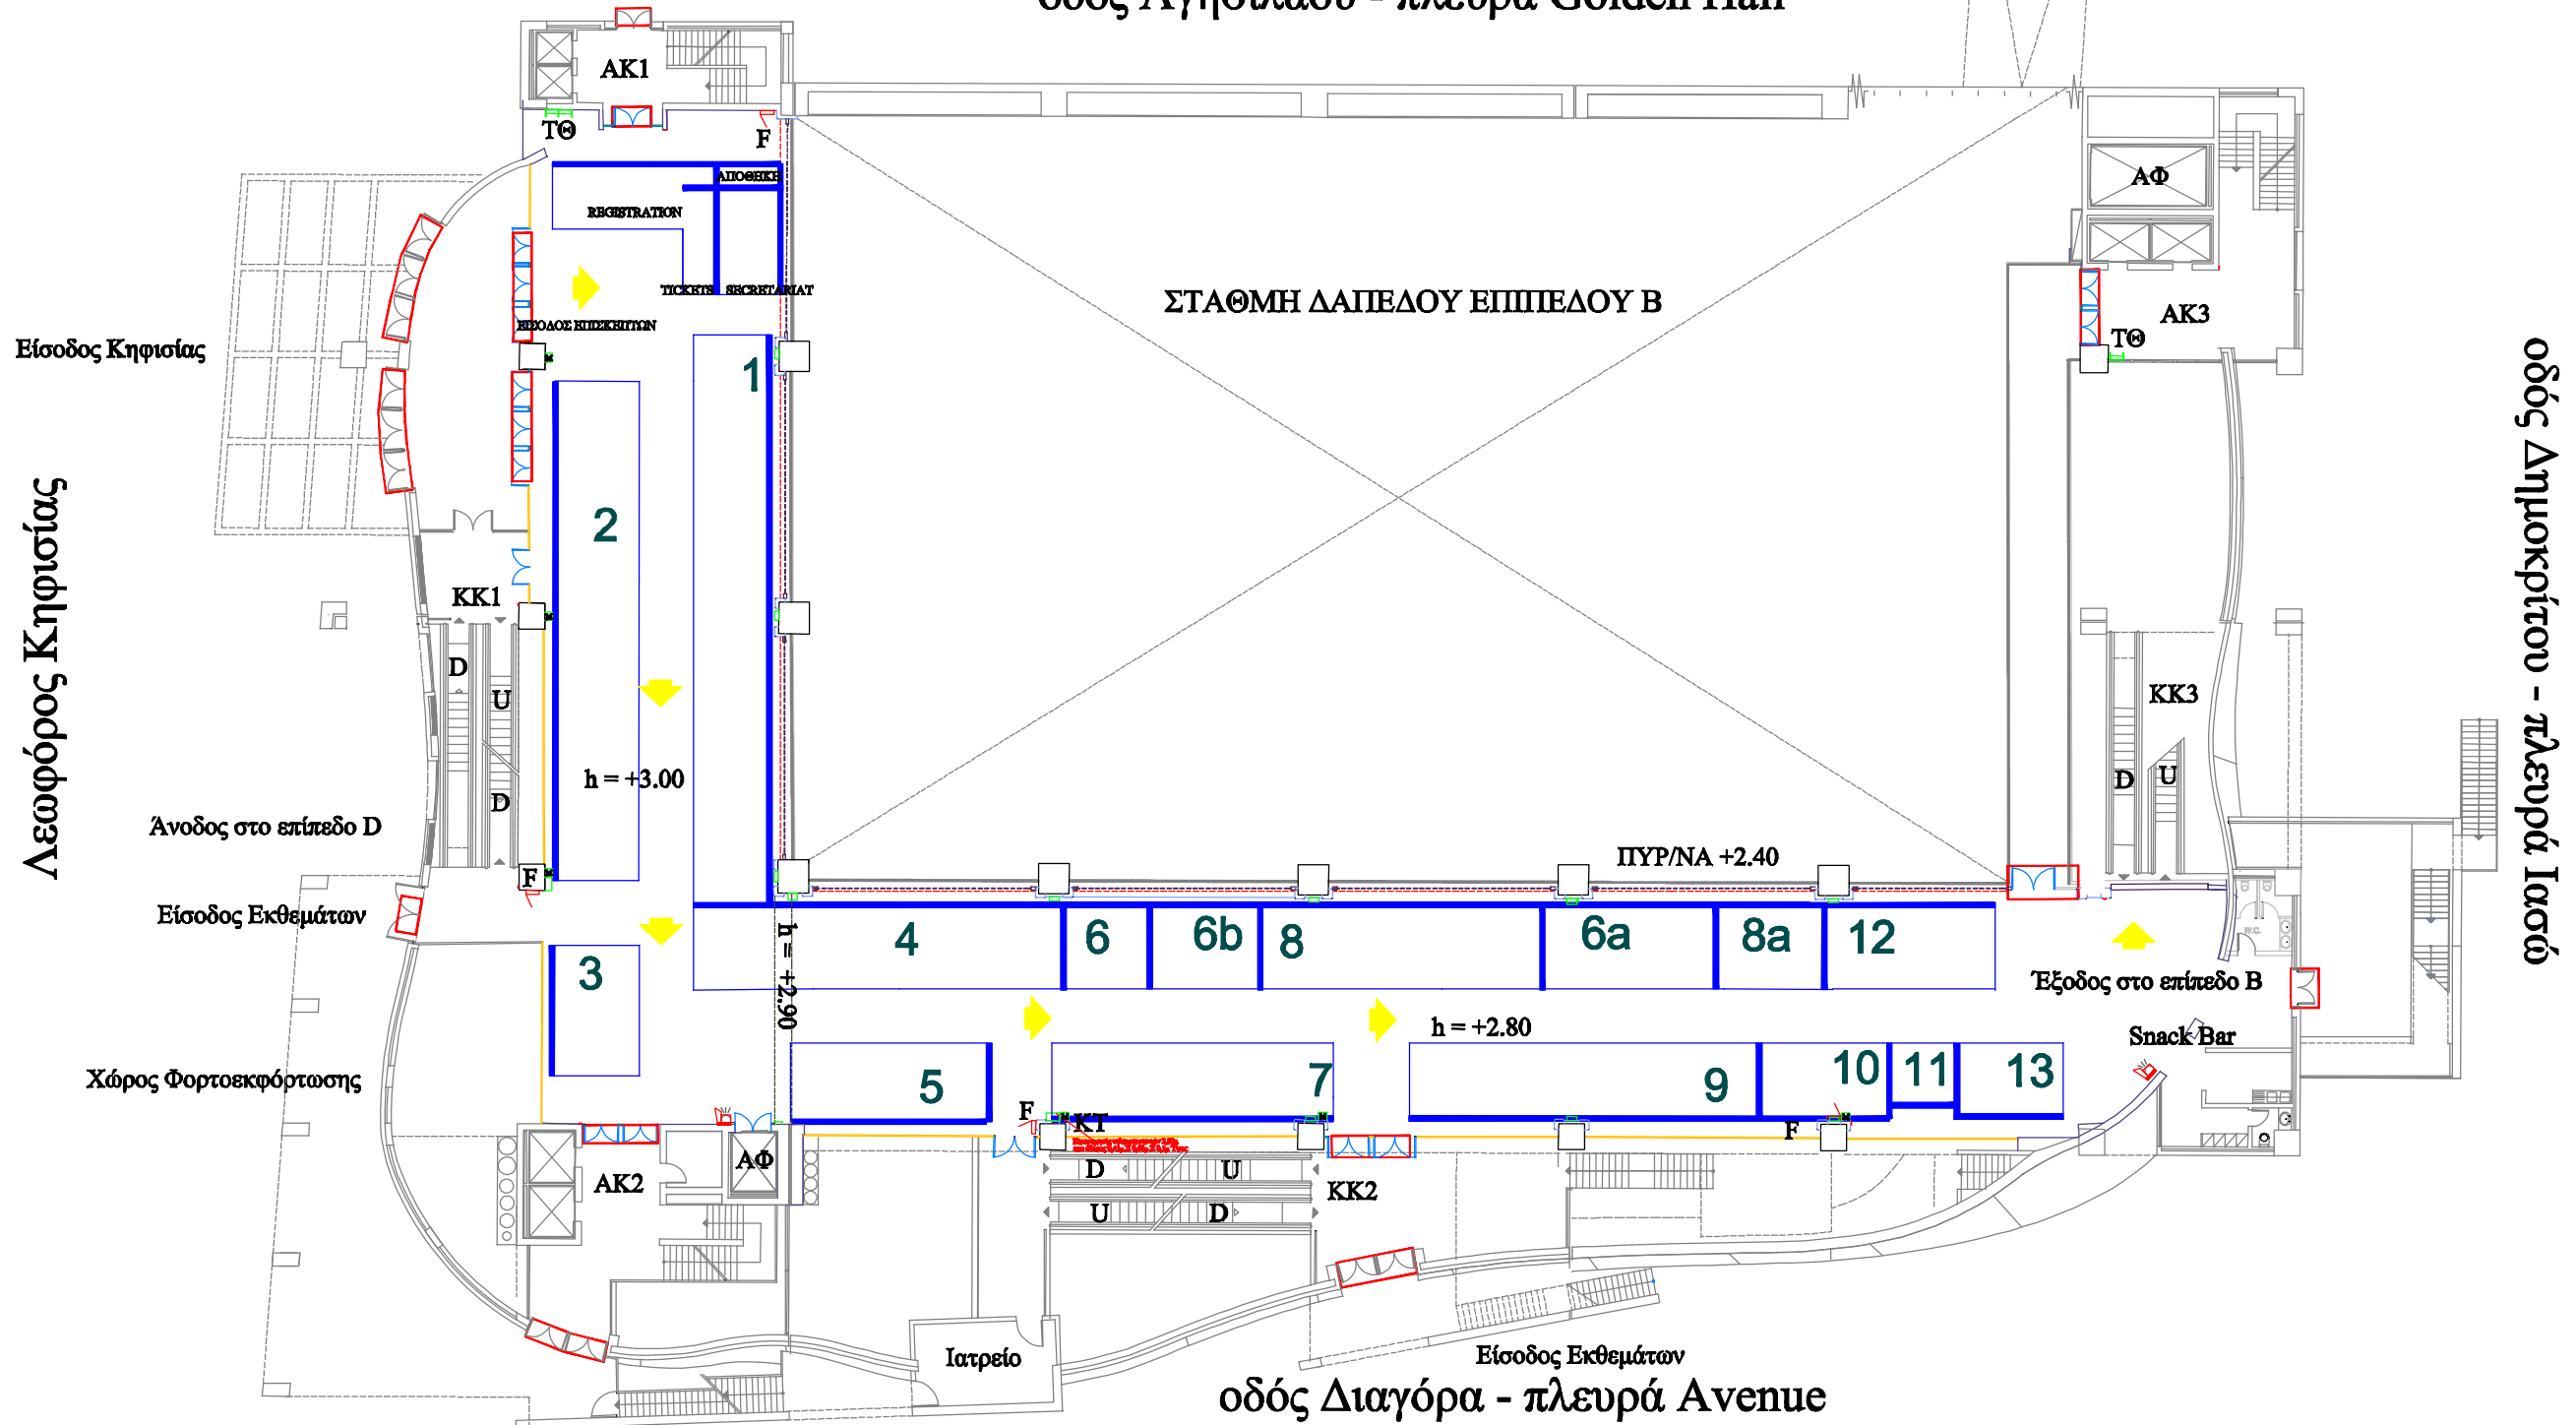 οδός Αγησιλάου - πλευρά Golden Hall
ΑΚ1
ΤΘ
F
ΑΠΟΘΗΚΗ
REGISTRATION
TICKETS
SECRETARIAT
ΕΙΣΟΔΟΣ ΕΠΙΣΚΕΠΤΩΝ
ΣΤΑΘΜΗ ΔΑΠΕΔΟΥ ΕΠΙΠΕΔΟΥ Β
ΑΦ
ΑΚ3
ΤΘ
Είσοδος Κηφισίας
1
2
Λεωφόρος Κηφισίας
οδός Δημοκρίτου - πλευρά Ιασώ
ΚΚ1
D
U
D
ΚΚ3
D
U
h = +3.00
Άνοδος στο επίπεδο D
ΠΥΡ/ΝΑ +2.40
F
Είσοδος Εκθεμάτων
3
h = +2.90
4
6
6b
8
6a
8a
12
Έξοδος στο επίπεδο Β
W.C.
h = +2.80
Snack Bar
Χώρος Φορτοεκφόρτωσης
5
7
9
10
11
13
F
ΚΤ
F
ΑΦ
ΑΚ2
D
U
U
D
ΚΚ2
Ιατρείο
Είσοδος Εκθεμάτων
οδός Διαγόρα - πλευρά Avenue